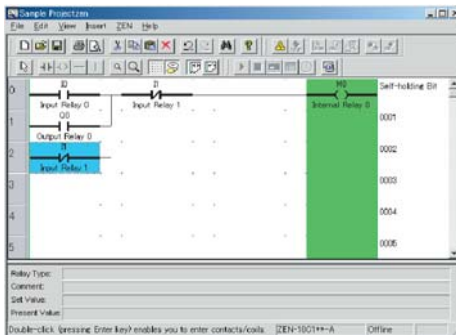 Sample Project.zen
File Edit View Insert ZEN Help
0 I0 I1 M0 Self-holding Bit
Input Relay 0 Input Relay 1 Internal Relay 0
1 Q0 0001
Output Relay 0
2 I1 0002
Input Relay 1
3 0003
4 0004
5 0005
Relay Type:
Comment:
Set Value:
Present Value:
Double-click (pressing Enter key) enables you to enter contacts/coils. ZEN-10C1**-A Offline